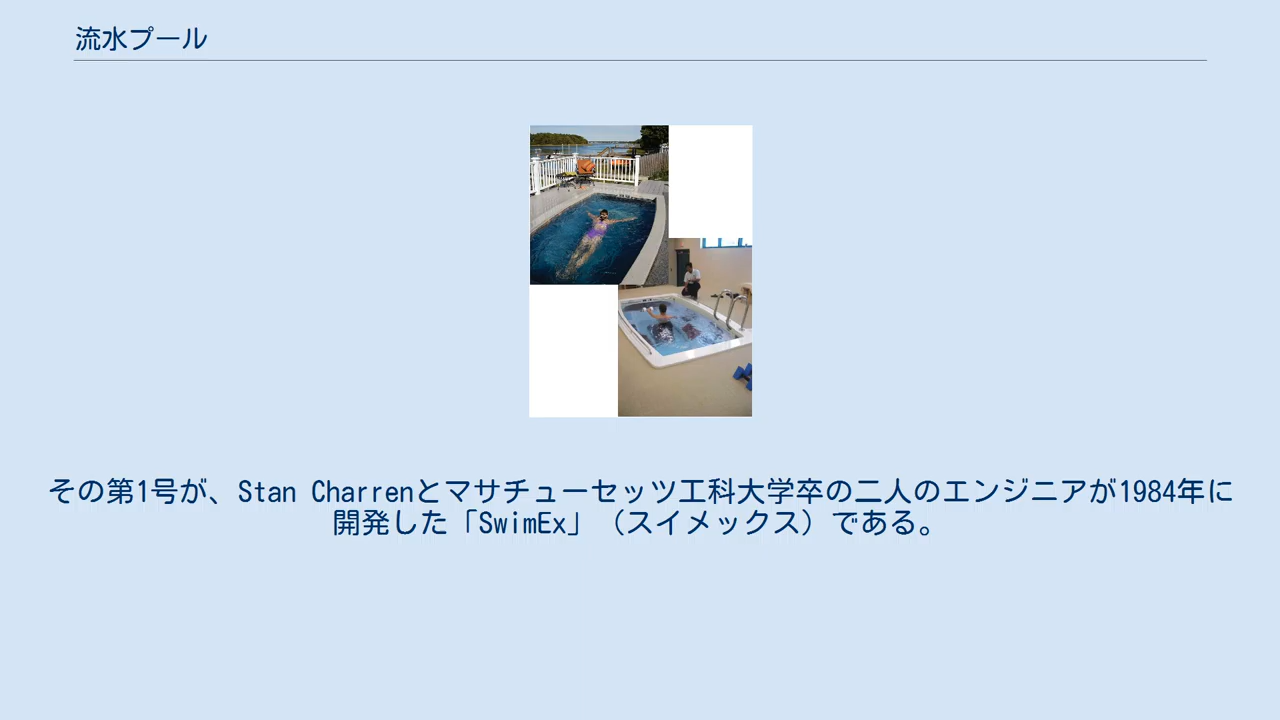 流水プール
その第1号が、Stan Charrenとマサチューセッツ工科大学卒の二人のエンジニアが1984年に
開発した「SwimEx」（スイメックス）である。